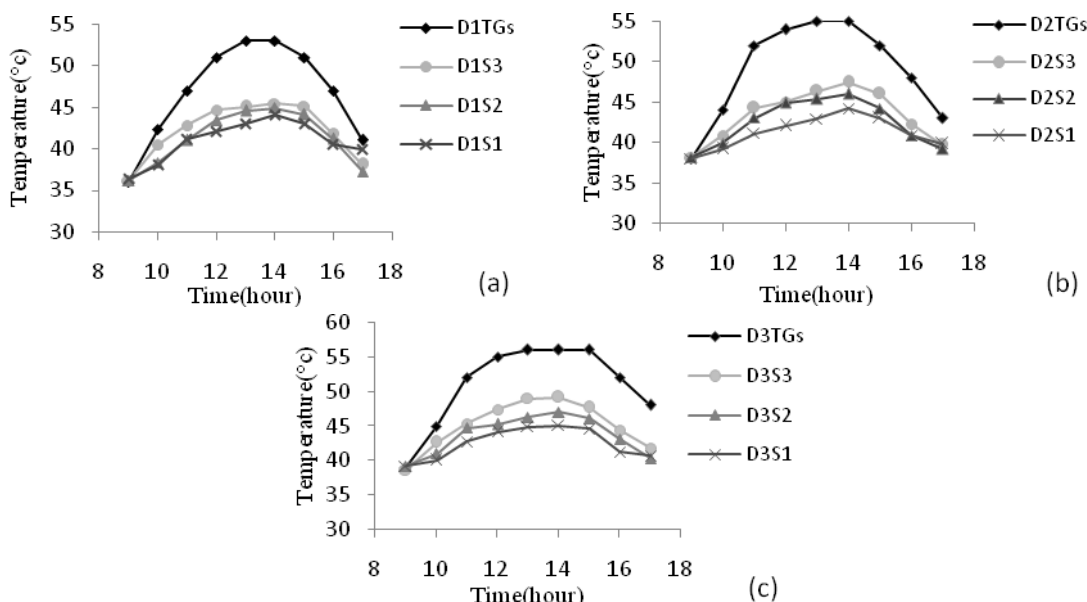 Temperature(°c)
55
50
45
40
35
30
8 10 12 14 16 18
Time(hour)
D1TGs
D1S3
D1S2
D1S1
(a)
Temperature(°c)
55
50
45
40
35
30
8 10 12 14 16 18
Time(hour)
D2TGs
D2S3
D2S2
D2S1
(b)
Temperature(°c)
60
55
50
45
40
35
30
8 10 12 14 16 18
Time(hour)
D3TGs
D3S3
D3S2
D3S1
(c)